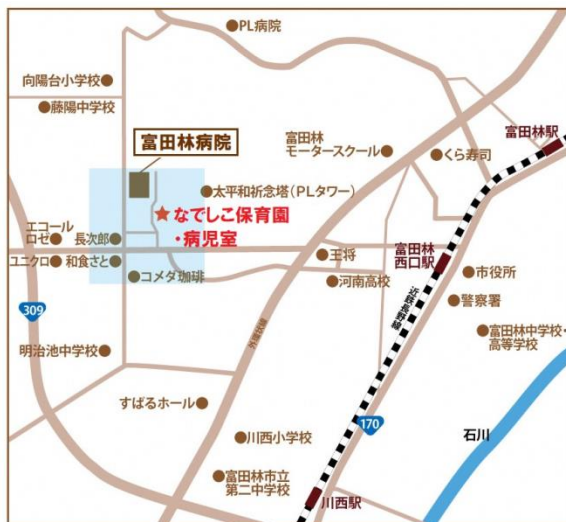 PL病院
向陽台小学校
藤陽中学校
富田林病院
富田林
モータースクール
富田林駅
くら寿司
太平和祈念塔(PLタワー)
なでしこ保育園
・病児室
エコール
ロゼ
長次郎
ユニクロ
和食さと
コメダ珈琲
王将
河南高校
富田林
西口駅
市役所
警察署
近鉄長野線
富田林中学校・
高等学校
309
明治池中学校
外環状線
すばるホール
170
石川
川西小学校
富田林市立
第二中学校
川西駅